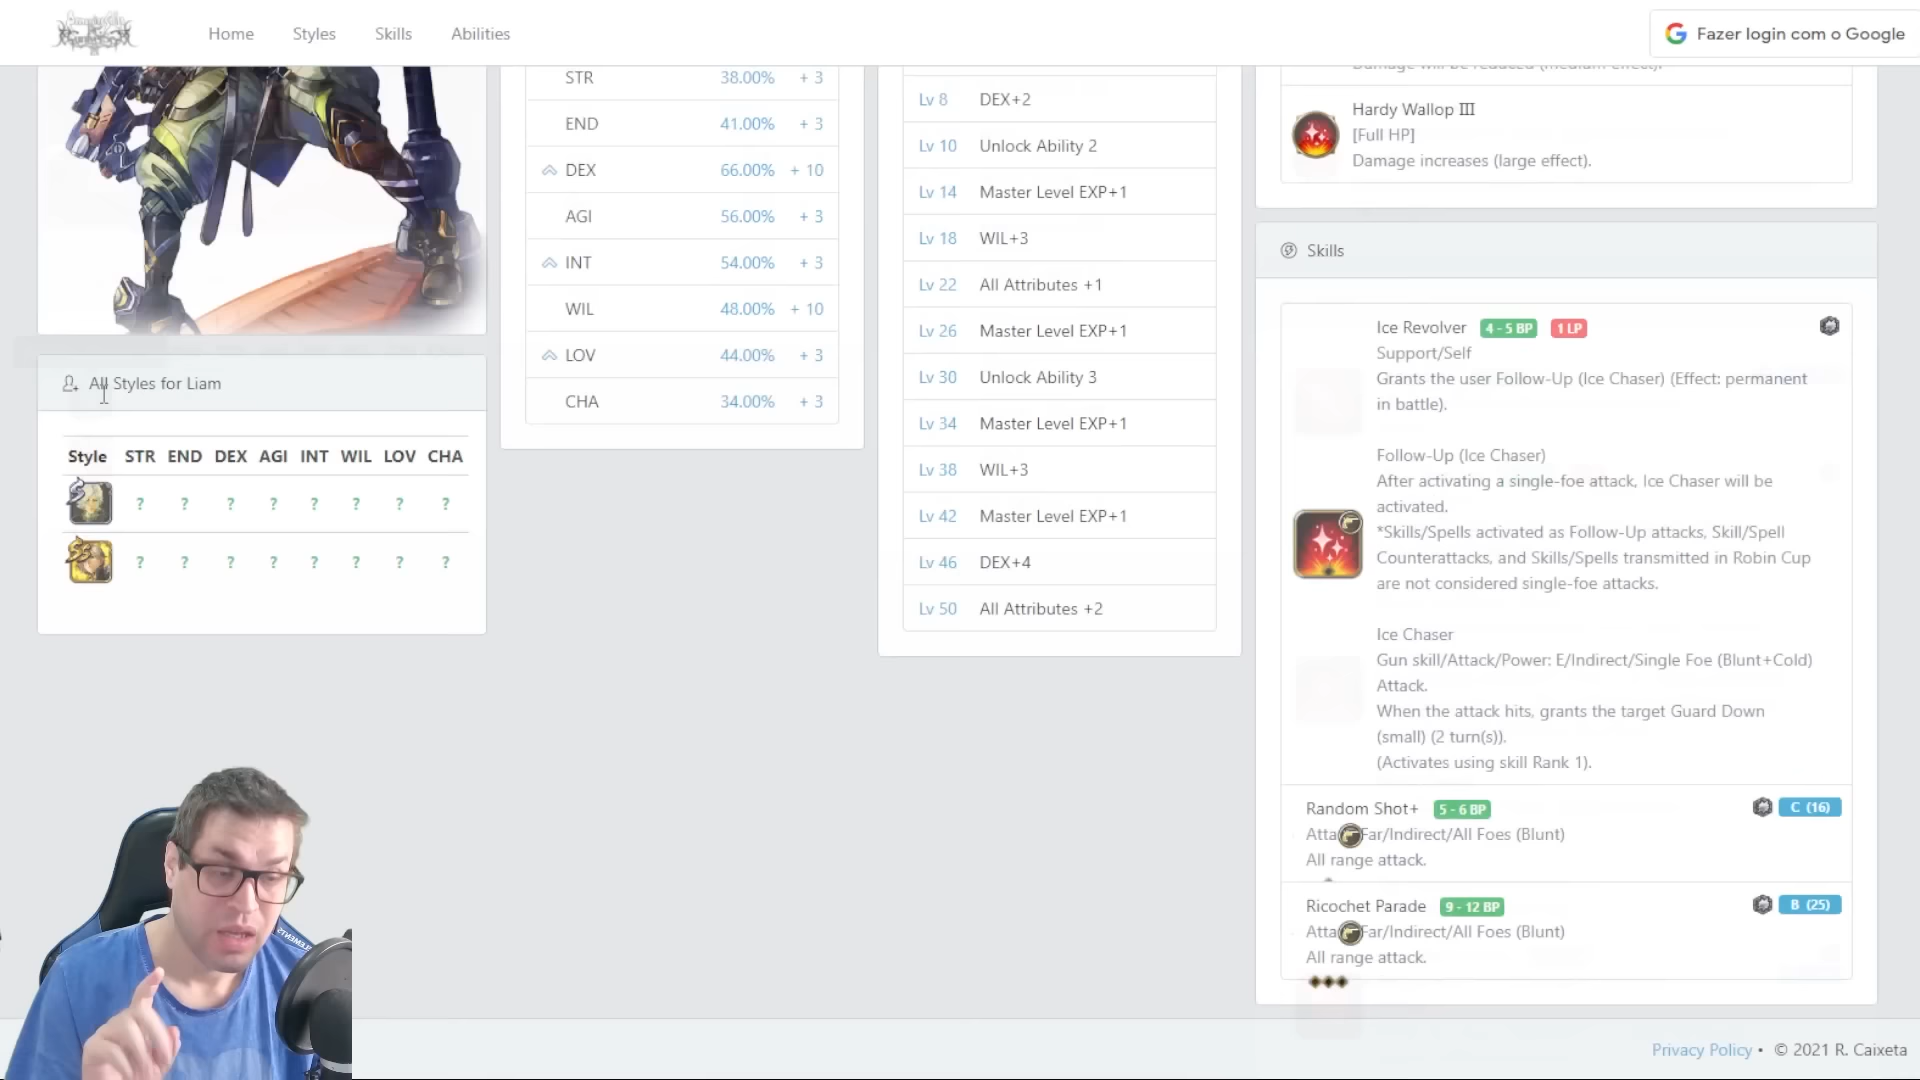 Home
Styles
Skills
Abilities
Fazer login com o Google
STR 38.00% + 3
END 41.00% + 3
DEX 66.00% + 10
AGI 56.00% + 3
INT 54.00% + 3
WIL 48.00% + 10
LOV 44.00% + 3
CHA 34.00% + 3
Lv 8 DEX+2
Lv 10 Unlock Ability 2
Lv 14 Master Level EXP+1
Lv 18 WIL+3
Lv 22 All Attributes +1
Lv 26 Master Level EXP+1
Lv 30 Unlock Ability 3
Lv 34 Master Level EXP+1
Lv 38 WIL+3
Lv 42 Master Level EXP+1
Lv 46 DEX+4
Lv 50 All Attributes +2
Damage will be reduced (medium effect).
Hardy Wallop III
[Full HP]
Damage increases (large effect).
Skills
Ice Revolver 4 - 5 BP 1 LP
Support/Self
Grants the user Follow-Up (Ice Chaser) (Effect: permanent
in battle).
Follow-Up (Ice Chaser)
After activating a single-foe attack, Ice Chaser will be
activated.
*Skills/Spells activated as Follow-Up attacks, Skill/Spell
Counterattacks, and Skills/Spells transmitted in Robin Cup
are not considered single-foe attacks.
Ice Chaser
Gun skill/Attack/Power: E/Indirect/Single Foe (Blunt+Cold)
Attack.
When the attack hits, grants the target Guard Down
(small) (2 turn(s)).
(Activates using skill Rank 1).
Random Shot+ 5 - 6 BP C (16)
Atta Far/Indirect/All Foes (Blunt)
All range attack.
Ricochet Parade 9 - 12 BP B (25)
Atta Far/Indirect/All Foes (Blunt)
All range attack.
All Styles for Liam
Style STR END DEX AGI INT WIL LOV CHA
S ? ? ? ? ? ? ? ?
SS ? ? ? ? ? ? ? ?
Privacy Policy • © 2021 R. Caixeta